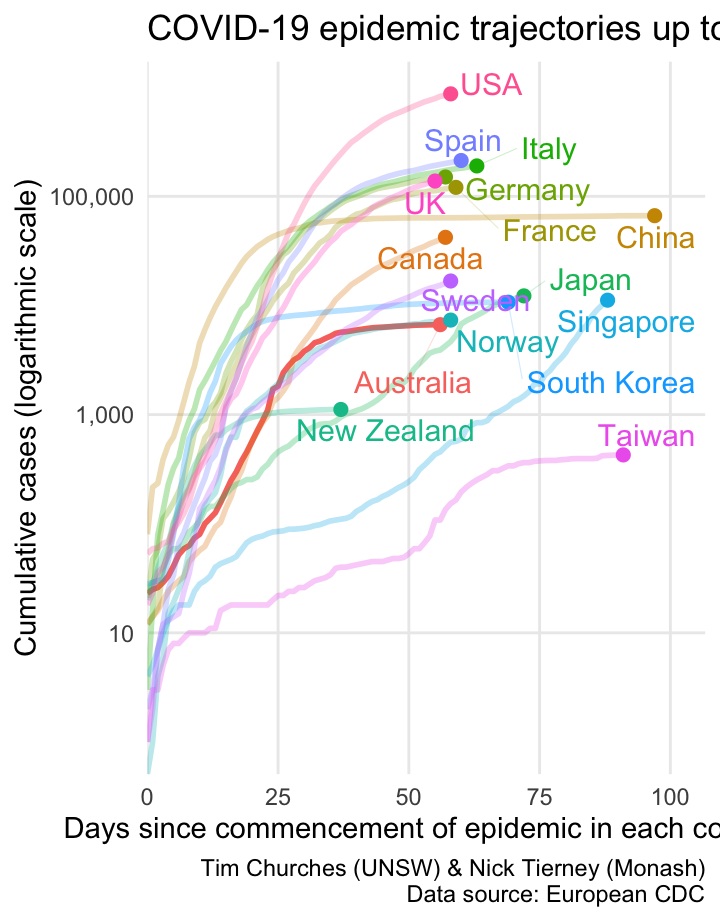 COVID-19 epidemic trajectories up to
Cumulative cases (logarithmic scale)
100,000
1,000
10
USA
Spain
Italy
Germany
UK
France
China
Canada
Japan
Sweden
Singapore
Norway
Australia
South Korea
New Zealand
Taiwan
0 25 50 75 100
Days since commencement of epidemic in each co
Tim Churches (UNSW) & Nick Tierney (Monash)
Data source: European CDC